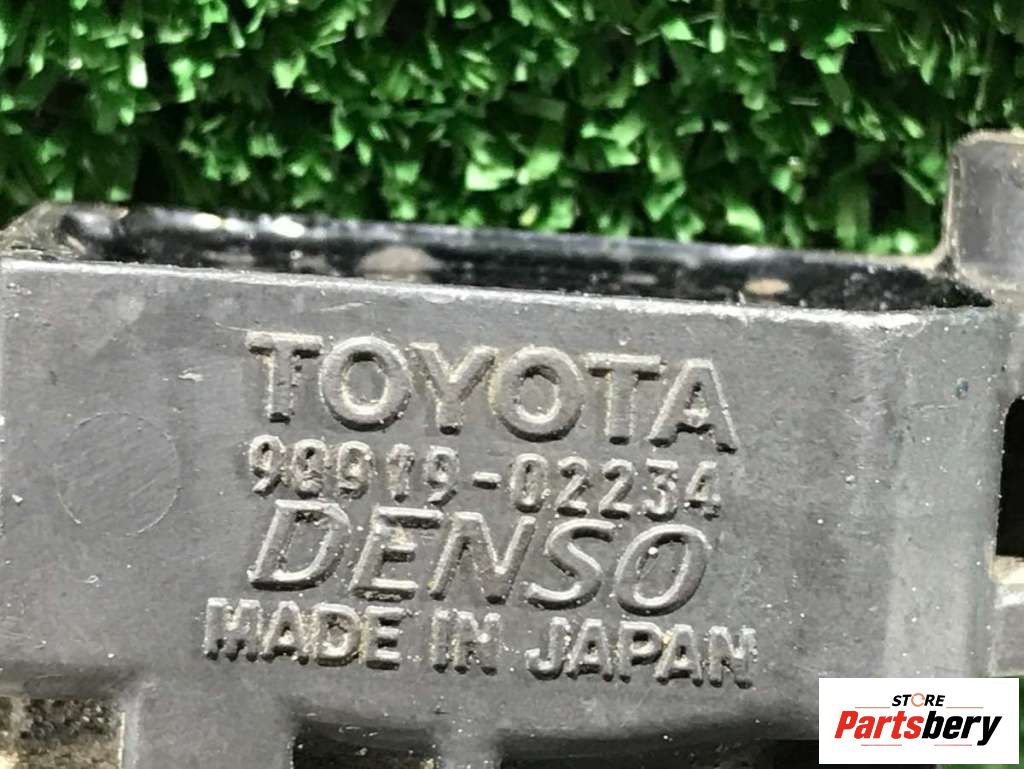 TOYOTA
90919-02234
DENSO
MADE IN JAPAN
STORE
Partsbery